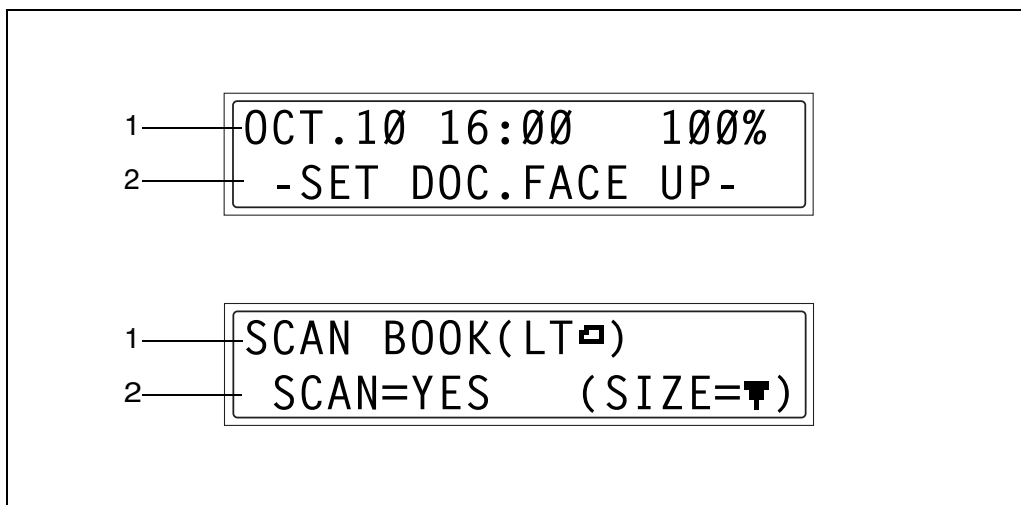 1 OCT.10 16:00 100%
2 -SET DOC.FACE UP-
1 SCAN BOOK(LT)
2 SCAN=YES (SIZE=▼)